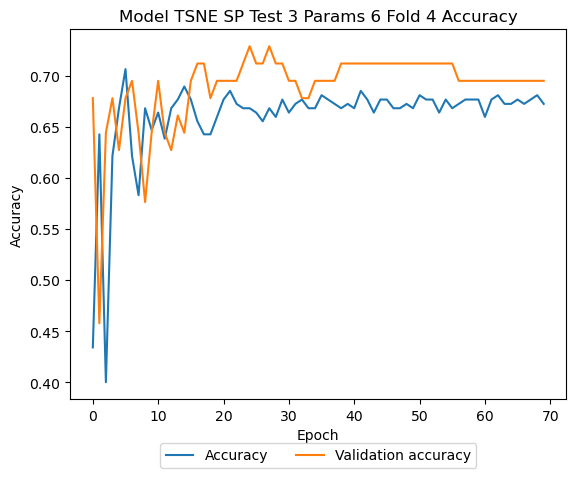 Model TSNE SP Test 3 Params 6 Fold 4 Accuracy
Accuracy
0.70
0.65
0.60
0.55
0.50
0.45
0.40
0 10 20 30 40 50 60 70
Epoch
Accuracy Validation accuracy